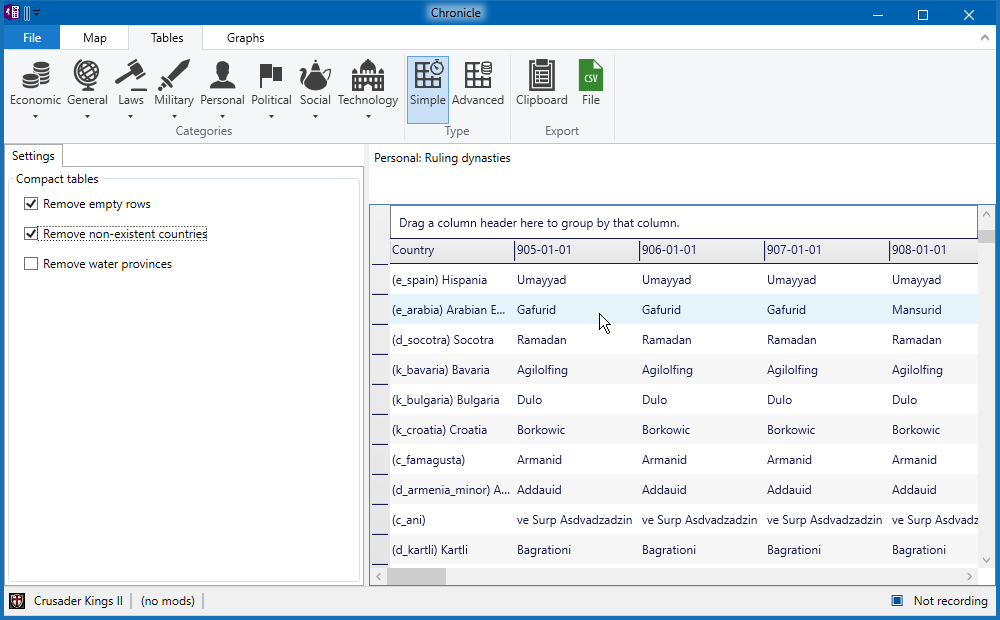 Chronicle
File Map Tables Graphs
Economic General Laws Military Personal Political Social Technology Simple Advanced Clipboard CSV File
Categories Type Export
Settings
Compact tables
Remove empty rows
Remove non-existent countries
Remove water provinces
Personal: Ruling dynasties
Drag a column header here to group by that column.
Country 905-01-01 906-01-01 907-01-01 908-01-01
(e_spain) Hispania Umayyad Umayyad Umayyad Umayyad
(e_arabia) Arabian E... Gafurid Gafurid Gafurid Mansurid
(d_socotra) Socotra Ramadan Ramadan Ramadan Ramadan
(k_bavaria) Bavaria Agilolfing Agilolfing Agilolfing Agilolfing
(k_bulgaria) Bulgaria Dulo Dulo Dulo Dulo
(k_croatia) Croatia Borkowic Borkowic Borkowic Borkowic
(c_famagusta) Armanid Armanid Armanid Armanid
(d_armenia_minor) A... Addauid Addauid Addauid Addauid
(c_ani) ve Surp Asdvadzadzin ve Surp Asdvadzadzin ve Surp Asdvadzadzin ve Surp Asdvadz
(d_kartli) Kartli Bagrationi Bagrationi Bagrationi Bagrationi
Crusader Kings II (no mods) Not recording